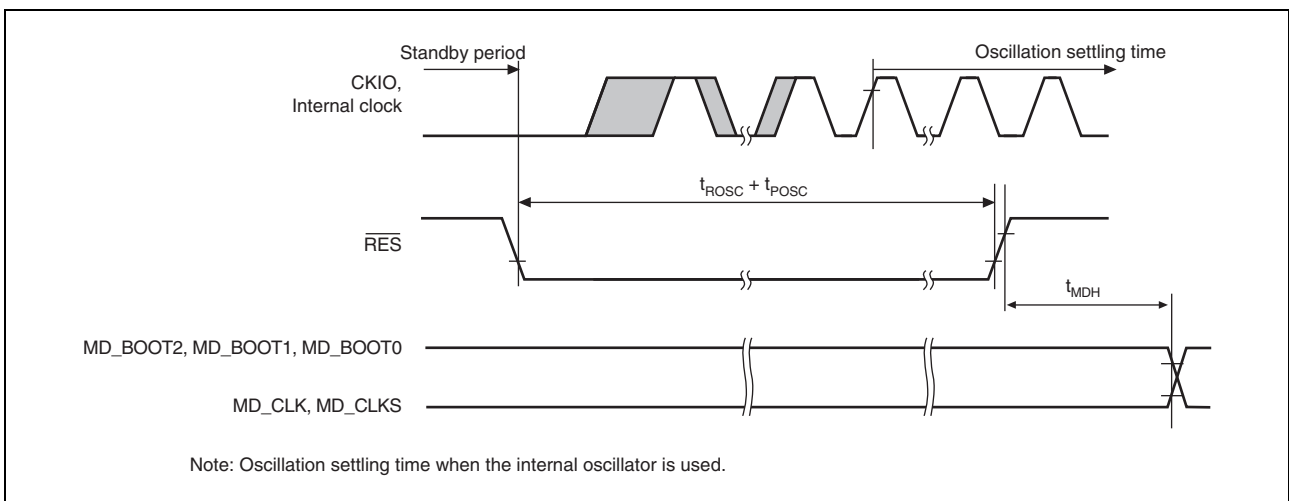 Standby period
Oscillation settling time
CKIO,
Internal clock
tROSC + tPOSC
RES
tMDH
MD_BOOT2, MD_BOOT1, MD_BOOT0
MD_CLK, MD_CLKS
Note: Oscillation settling time when the internal oscillator is used.